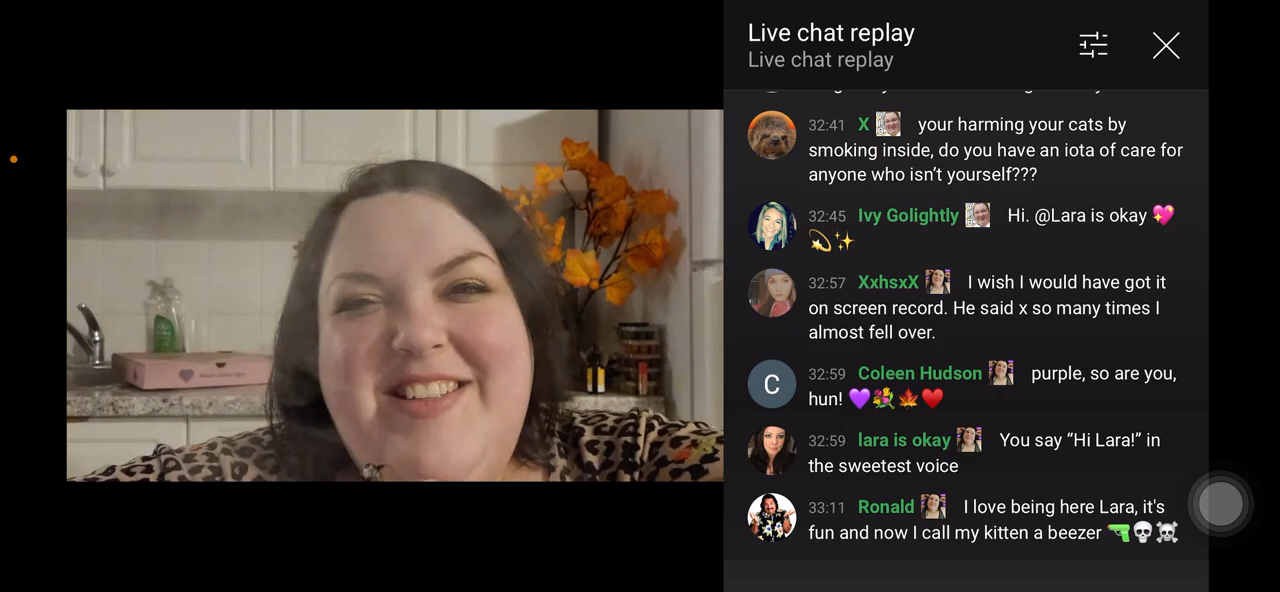 Live chat replay
Live chat replay
32:41 X your harming your cats by
smoking inside, do you have an iota of care for
anyone who isn't yourself???
32:45 Ivy Golightly Hi. @Lara is okay 💖
💫✨
32:57 XxhsxX I wish I would have got it
on screen record. He said x so many times I
almost fell over.
C
32:59 Coleen Hudson purple, so are you,
hun! 💜💐🍁♥️
32:59 lara is okay You say “Hi Lara!” in
the sweetest voice
33:11 Ronald I love being here Lara, it's
fun and now I call my kitten a beezer 🔫💀☠️